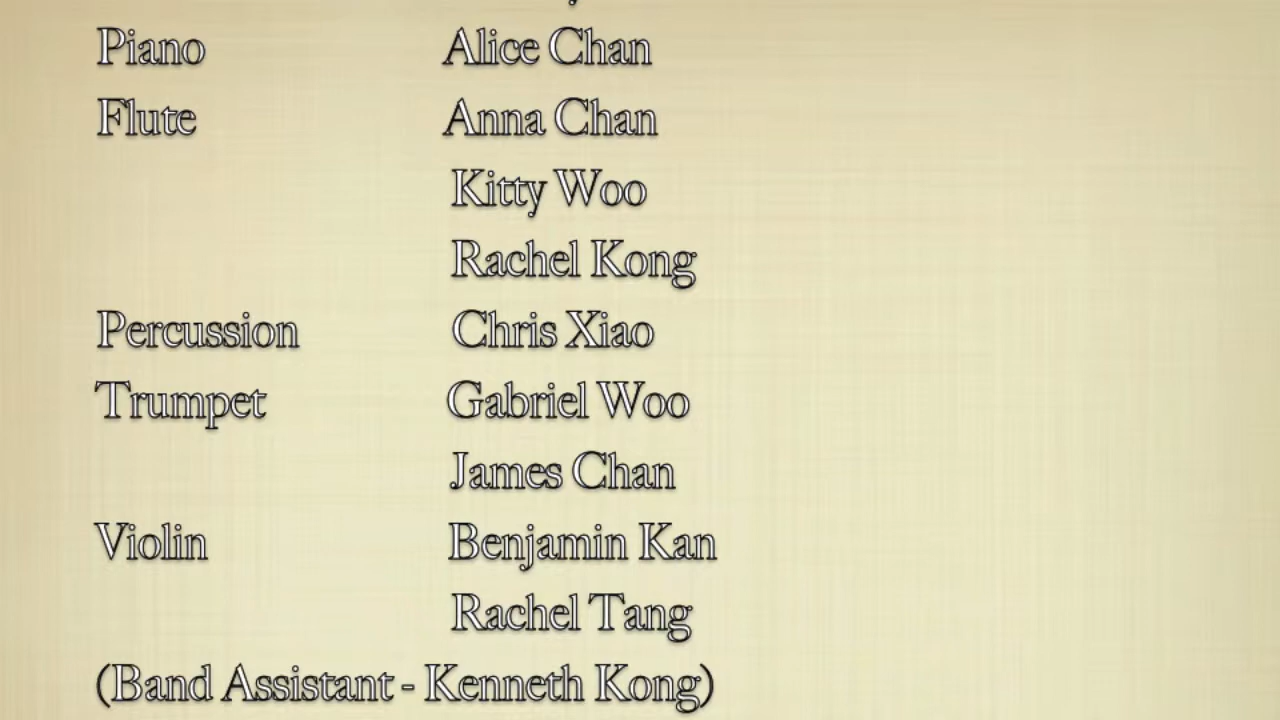 Piano Alice Chan
Flute Anna Chan
Kitty Woo
Rachel Kong
Percussion Chris Xiao
Trumpet Gabriel Woo
James Chan
Violin Benjamin Kan
Rachel Tang
(Band Assistant - Kenneth Kong)